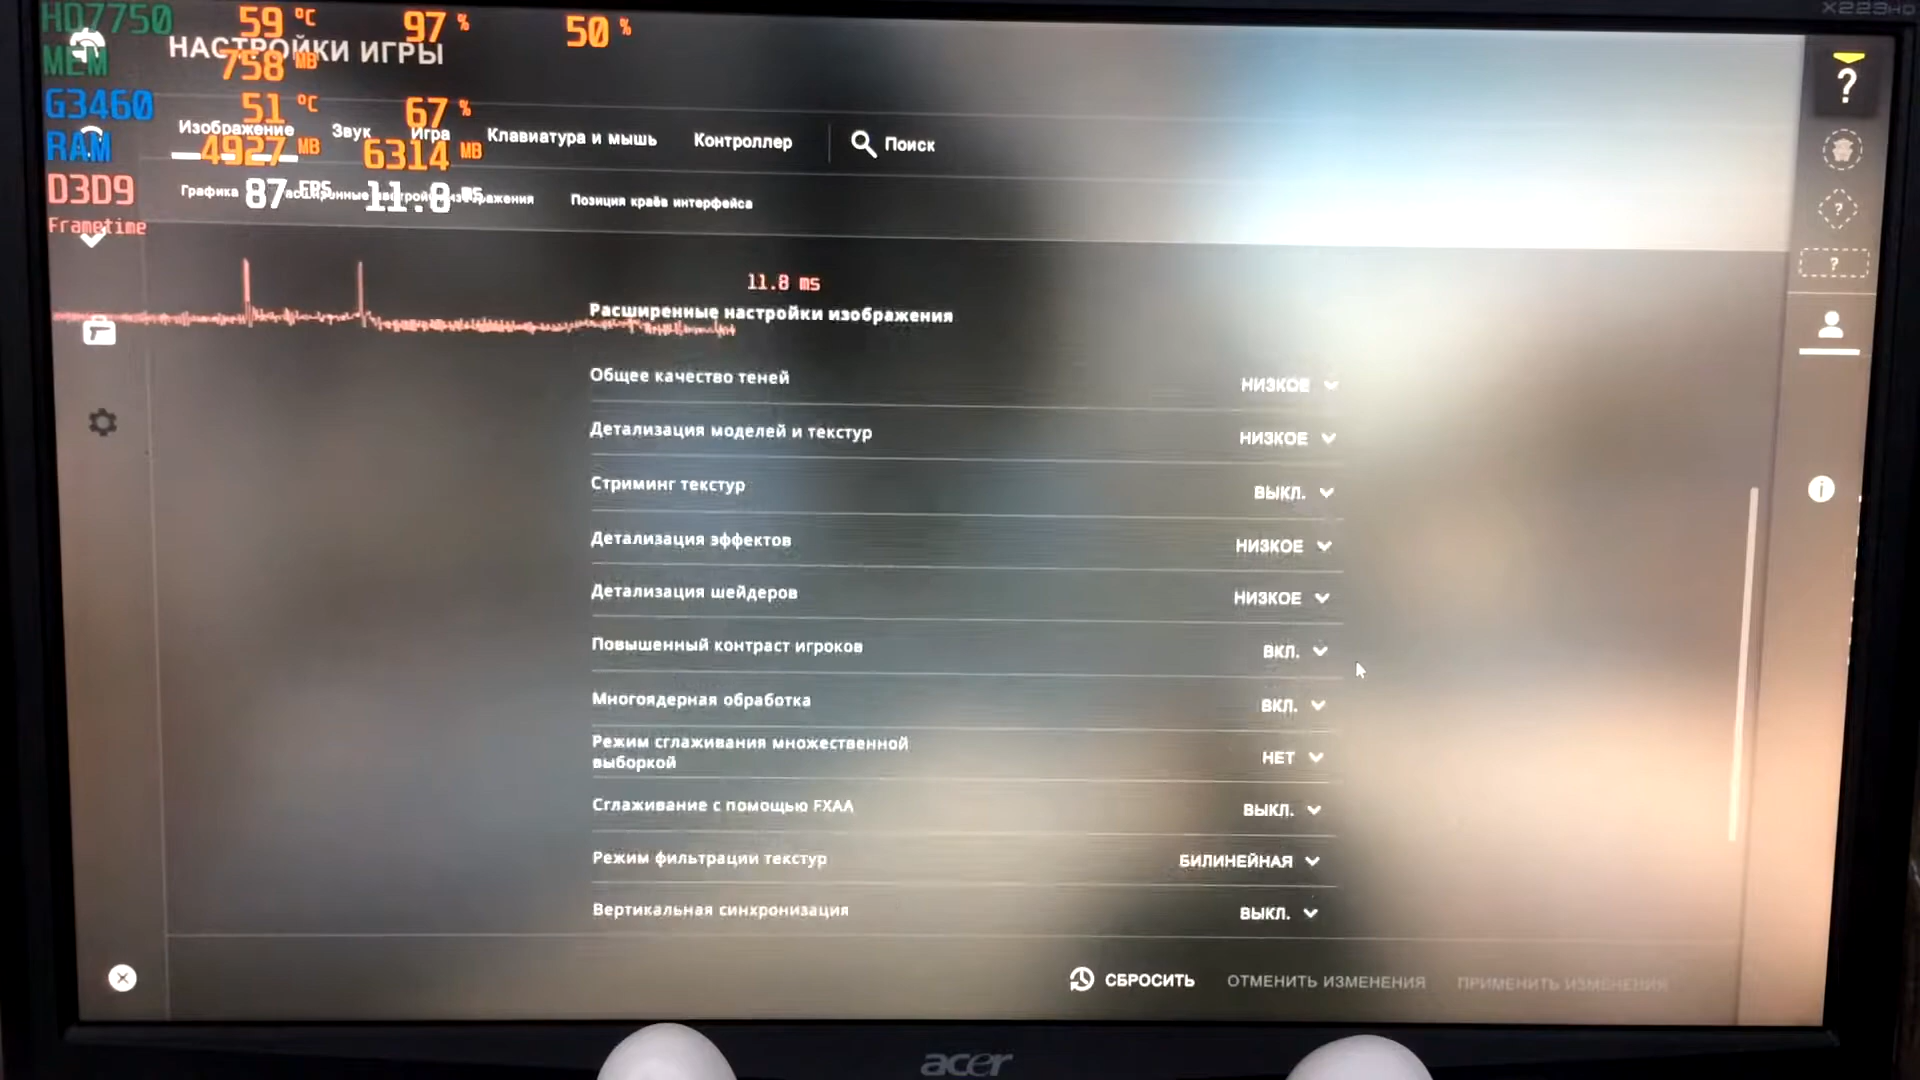 X223HQ
HD7750 59 °C 97 % 50 %
НАСТРОЙКИ ИГРЫ
MEM 758 MB
G3460 51 °C 67 %
Изображение Звук Игра Клавиатура и мышь Контроллер Поиск
RAM 4927 MB 6314 MB
D3D9 87 FPS 11.8 ms
Графика Расширенные настройки изображения Позиция краёв интерфейса
Frametime
11.8 ms
Расширенные настройки изображения
Общее качество теней НИЗКОЕ
Детализация моделей и текстур НИЗКОЕ
Стриминг текстур ВЫКЛ.
Детализация эффектов НИЗКОЕ
Детализация шейдеров НИЗКОЕ
Повышенный контраст игроков ВКЛ.
Многоядерная обработка ВКЛ.
Режим сглаживания множественной
выборкой НЕТ
Сглаживание с помощью FXAA ВЫКЛ.
Режим фильтрации текстур БИЛИНЕЙНАЯ
Вертикальная синхронизация ВЫКЛ.
СБРОСИТЬ ОТМЕНИТЬ ИЗМЕНЕНИЯ ПРИМЕНИТЬ ИЗМЕНЕНИЯ
acer